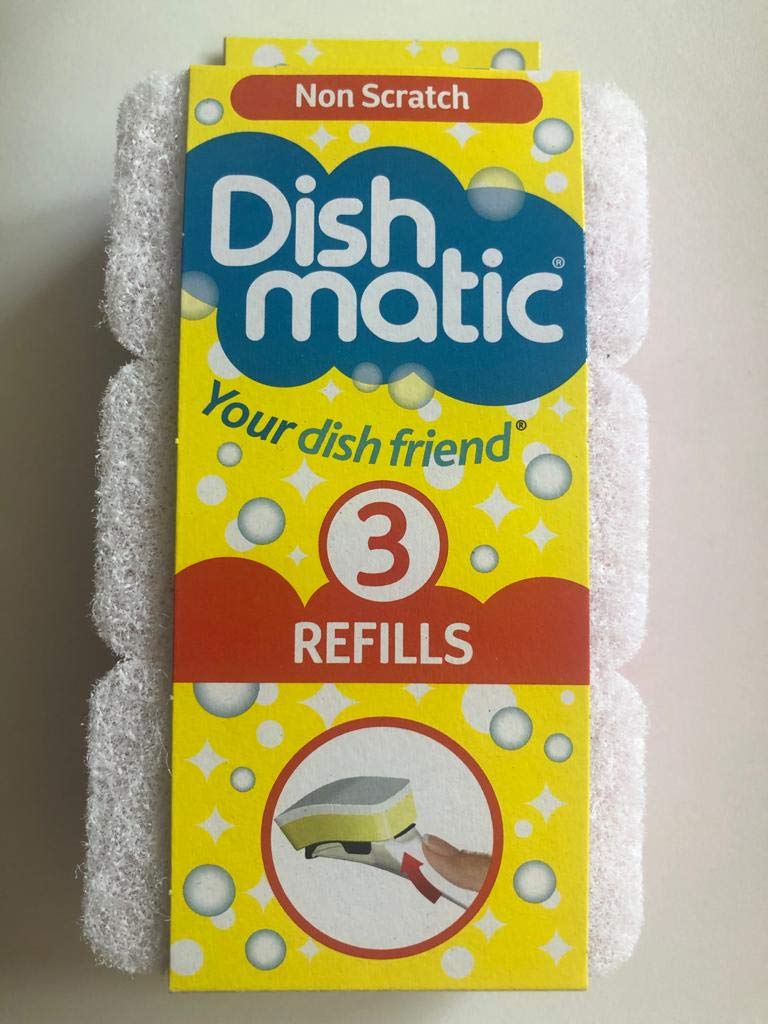 Non Scratch
Dish
matic®
Your dish friend®
3
REFILLS